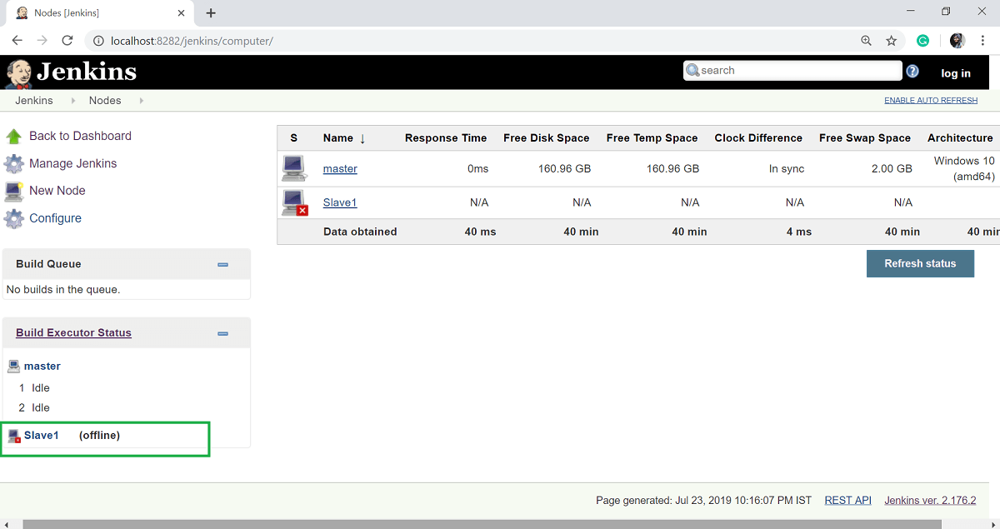 Nodes [Jenkins]
localhost:8282/jenkins/computer/
Jenkins
search
log in
Jenkins Nodes
ENABLE AUTO REFRESH
Back to Dashboard
Manage Jenkins
New Node
Configure
S Name ↓ Response Time Free Disk Space Free Temp Space Clock Difference Free Swap Space Architecture
master 0ms 160.96 GB 160.96 GB In sync 2.00 GB Windows 10
(amd64)
Slave1 N/A N/A N/A N/A N/A
Data obtained 40 ms 40 min 40 min 4 ms 40 min 40 min
Refresh status
Build Queue
No builds in the queue.
Build Executor Status
master
1 Idle
2 Idle
Slave1 (offline)
Page generated: Jul 23, 2019 10:16:07 PM IST REST API Jenkins ver. 2.176.2